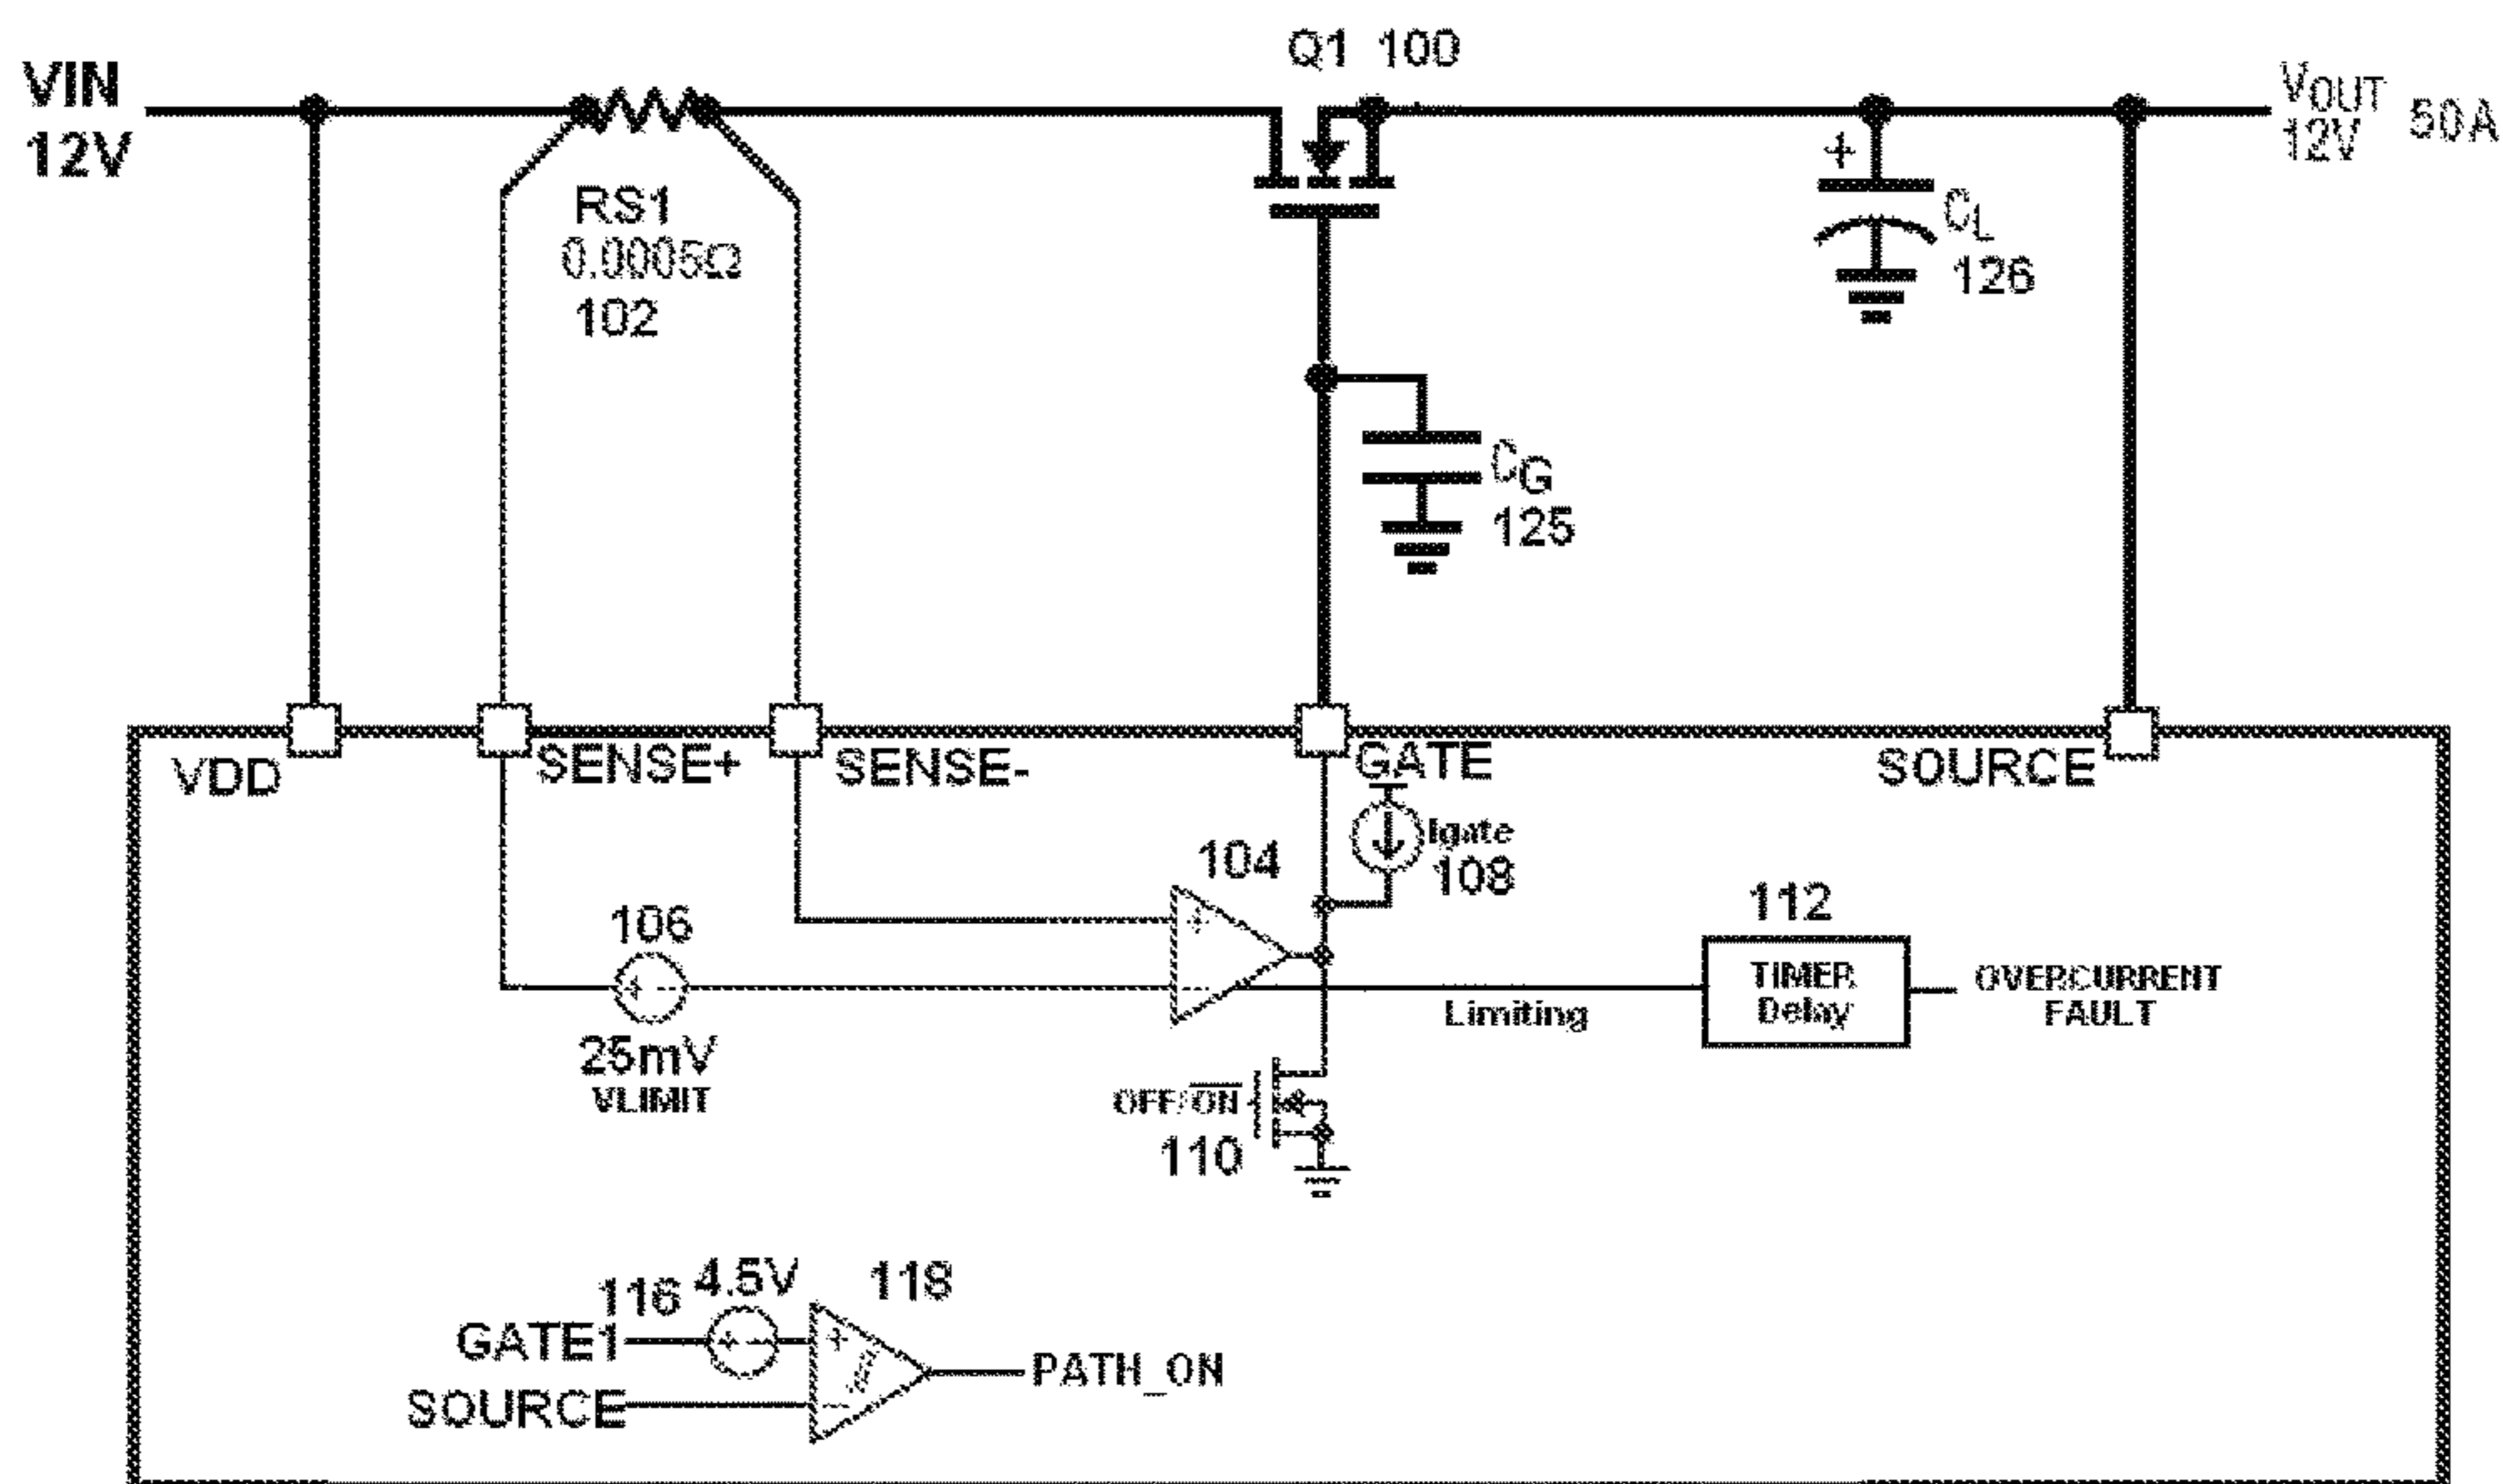 Q1 100
VIN
12V
VOUT
12V
50A
RS1
0.0005Ω
102
+
CL
126
CG
125
VDD
SENSE+
SENSE-
GATE
SOURCE
Igate
108
104
106
+ -
25mV
VLIMIT
+
-
Limiting
112
TIMER
Delay
OVERCURRENT
FAULT
OFF/ON
110
116
4.5V
118
GATE1
+ -
+
SOURCE
-
PATH_ON